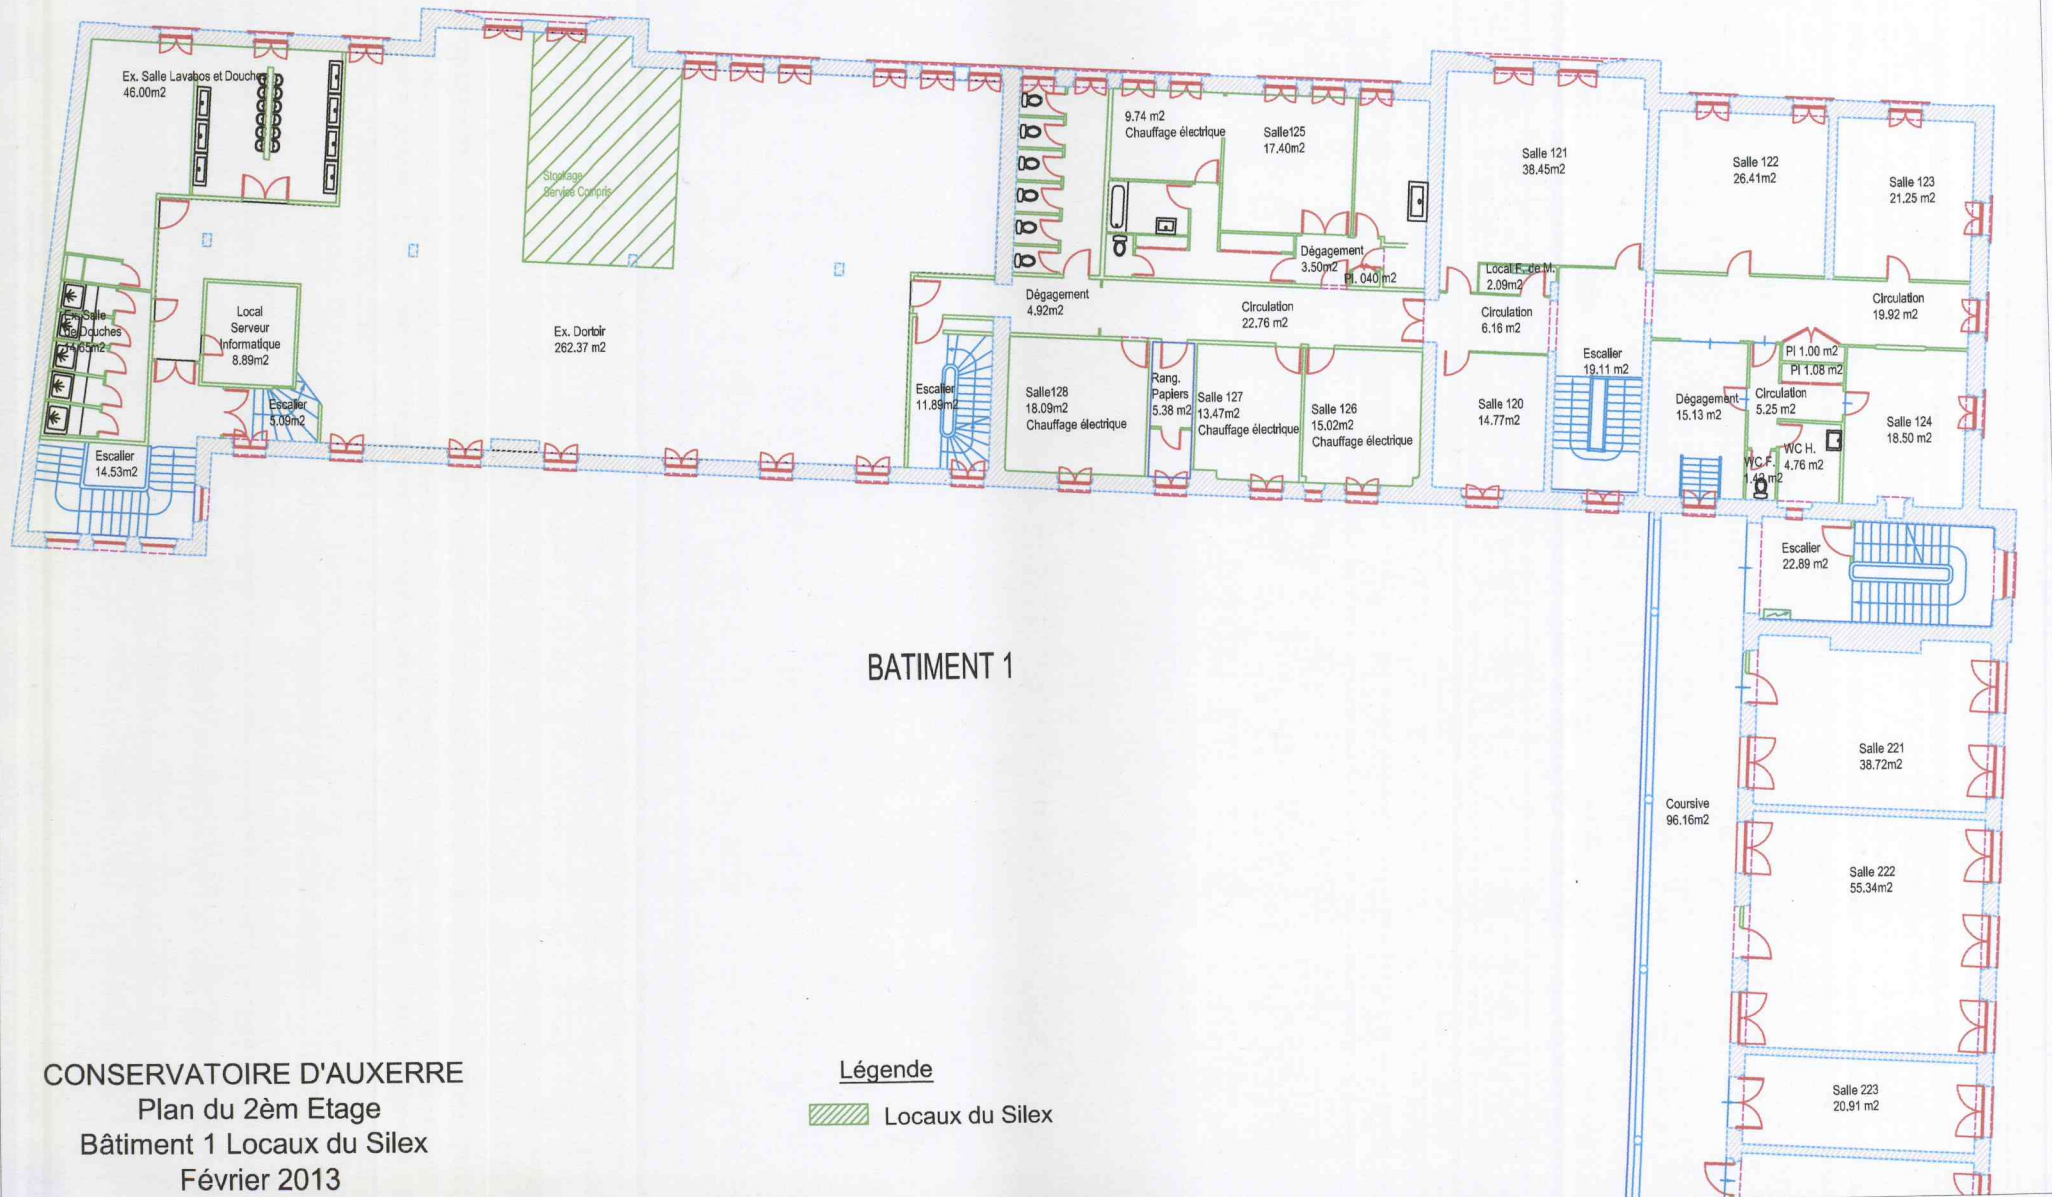 Ex. Salle Lavabos et Douches
46.00m2
Stockage
Service Compris
9.74 m2
Chauffage électrique
Salle125
17.40m2
Salle 121
38.45m2
Salle 122
26.41m2
Salle 123
21.25 m2
Dégagement
3.50m2
Pl. 040 m2
Local F. de M.
2.09m2
Ex. Salle
de Douches
14.65m2
Local
Serveur
Informatique
8.89m2
Ex. Dortoir
262.37 m2
Dégagement
4.92m2
Circulation
22.76 m2
Circulation
6.16 m2
Circulation
19.92 m2
Escalier
19.11 m2
Pl 1.00 m2
Pl 1.08 m2
Escalier
5.09m2
Escalier
11.89m2
Salle128
18.09m2
Chauffage électrique
Rang.
Papiers
5.38 m2
Salle 127
13.47m2
Chauffage électrique
Salle 126
15.02m2
Chauffage électrique
Salle 120
14.77m2
Dégagement
15.13 m2
Circulation
5.25 m2
Salle 124
18.50 m2
WC F.
WC H.
4.76 m2
Escalier
14.53m2
Escalier
22.89 m2
BATIMENT 1
Salle 221
38.72m2
Coursive
96.16m2
Salle 222
55.34m2
Salle 223
20.91 m2
CONSERVATOIRE D'AUXERRE
Plan du 2èm Etage
Bâtiment 1 Locaux du Silex
Février 2013
Légende
Locaux du Silex